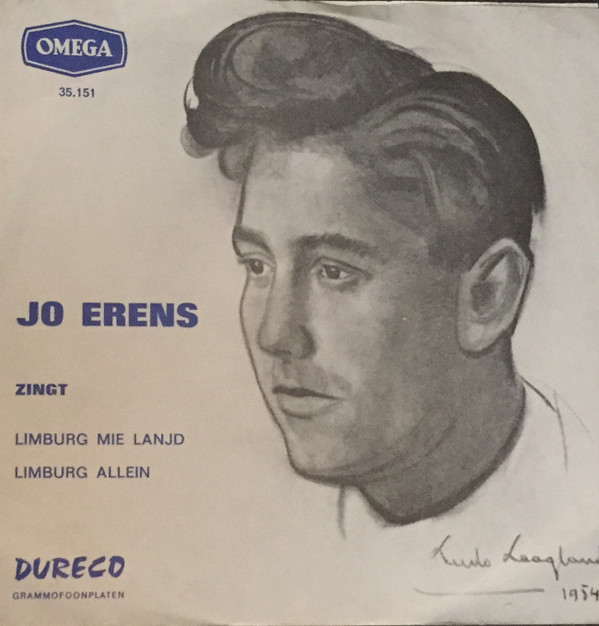 OMEGA
35.151
JO ERENS
ZINGT
LIMBURG MIE LANJD
LIMBURG ALLEIN
DURECO
GRAMMOFOONPLATEN
1954